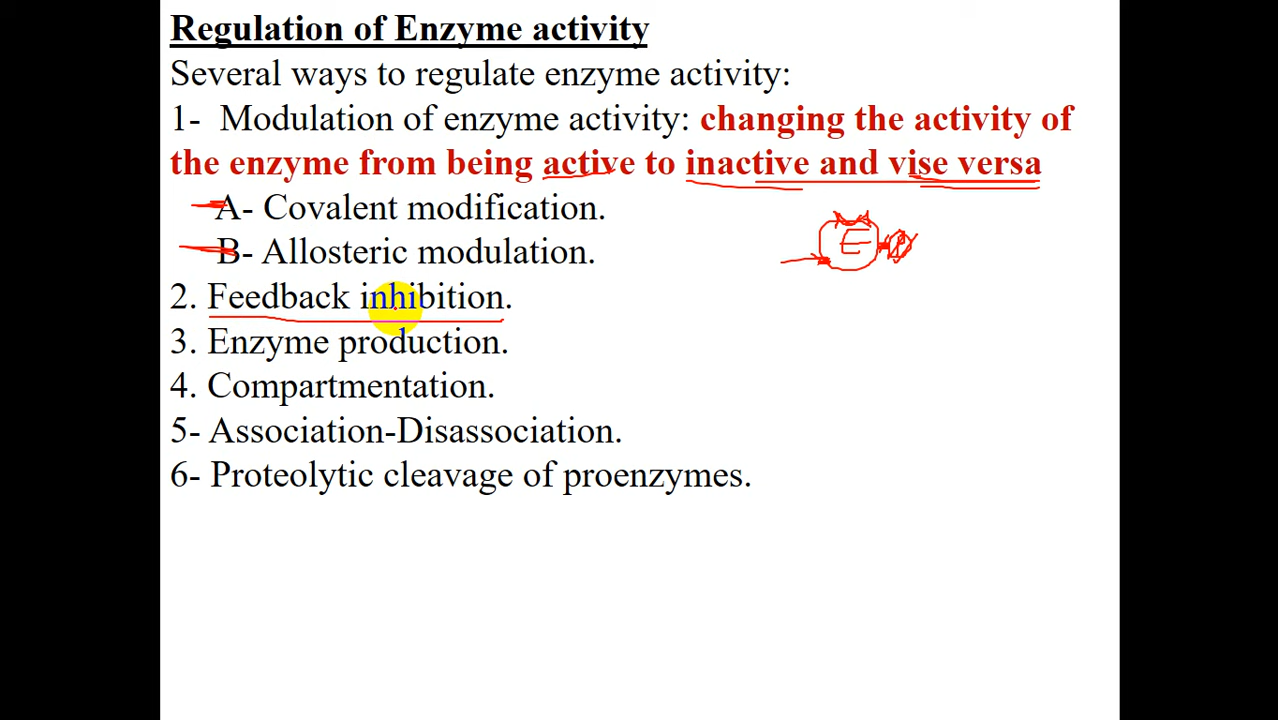 Regulation of Enzyme activity
Several ways to regulate enzyme activity:
1- Modulation of enzyme activity: changing the activity of
the enzyme from being active to inactive and vise versa
A- Covalent modification.
B- Allosteric modulation.
E P
2. Feedback inhibition.
3. Enzyme production.
4. Compartmentation.
5- Association-Disassociation.
6- Proteolytic cleavage of proenzymes.